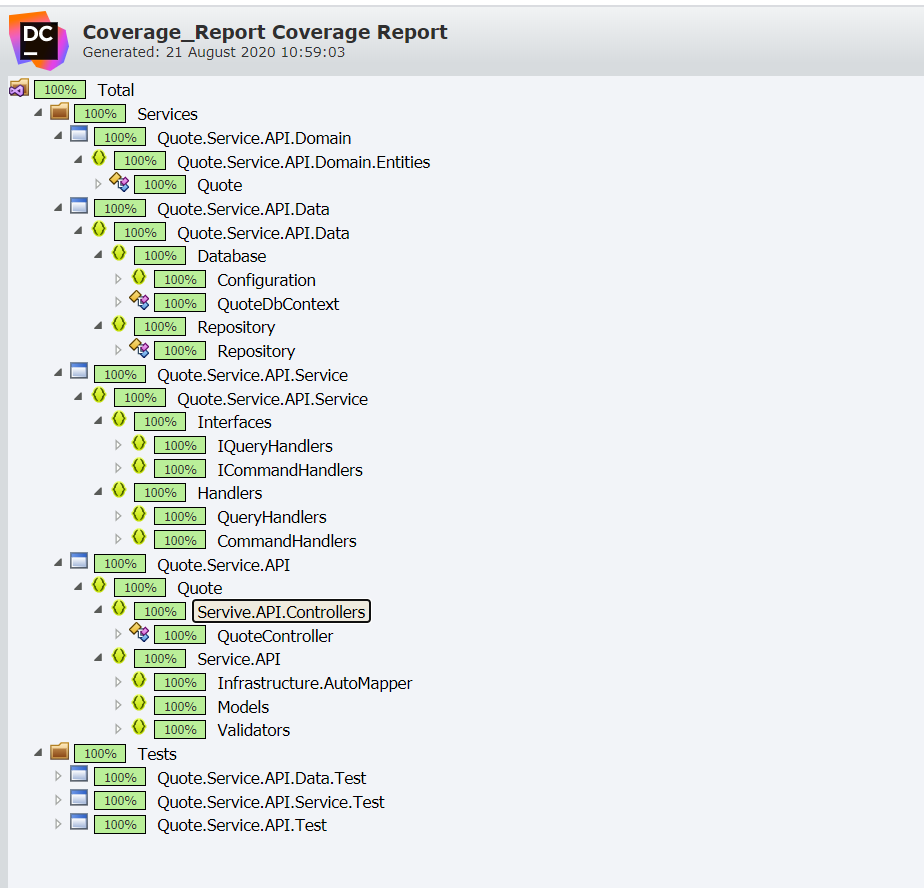 DC
Coverage_Report Coverage Report
Generated: 21 August 2020 10:59:03
100% Total
100% Services
100% Quote.Service.API.Domain
100% Quote.Service.API.Domain.Entities
100% Quote
100% Quote.Service.API.Data
100% Quote.Service.API.Data
100% Database
100% Configuration
100% QuoteDbContext
100% Repository
100% Repository
100% Quote.Service.API.Service
100% Quote.Service.API.Service
100% Interfaces
100% IQueryHandlers
100% ICommandHandlers
100% Handlers
100% QueryHandlers
100% CommandHandlers
100% Quote.Service.API
100% Quote
100% Servive.API.Controllers
100% QuoteController
100% Service.API
100% Infrastructure.AutoMapper
100% Models
100% Validators
100% Tests
100% Quote.Service.API.Data.Test
100% Quote.Service.API.Service.Test
100% Quote.Service.API.Test